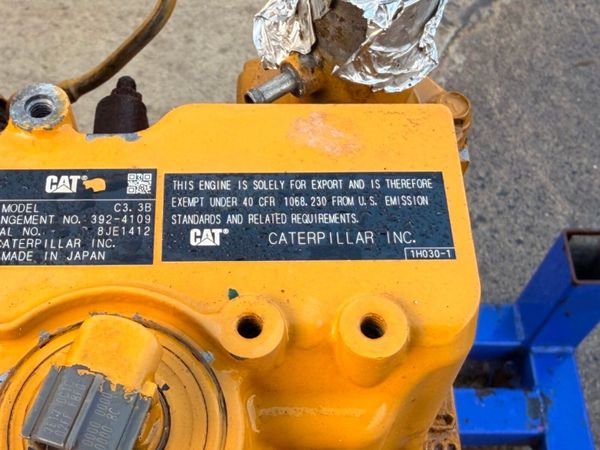 CAT®
MODEL C3.3B
NGEMENT NO. 392-4109
AL NO. 8JE1412
CATERPILLAR INC.
MADE IN JAPAN
THIS ENGINE IS SOLELY FOR EXPORT AND IS THEREFORE
EXEMPT UNDER 40 CFR 1068.230 FROM U.S. EMISSION
STANDARDS AND RELATED REQUIREMENTS.
CAT® CATERPILLAR INC.
1H030-1